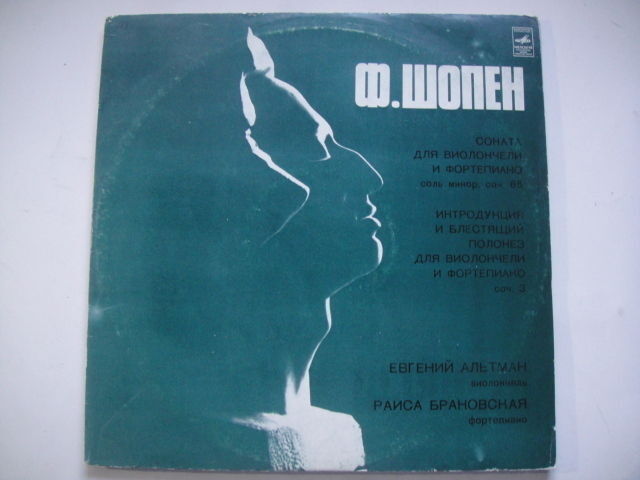 Ф.ШОПЕН
СОНАТА
ДЛЯ ВИОЛОНЧЕЛИ
И ФОРТЕПИАНО
соль минор, соч. 65
ИНТРОДУКЦИЯ
И БЛЕСТЯЩИЙ
ПОЛОНЕЗ
ДЛЯ ВИОЛОНЧЕЛИ
И ФОРТЕПИАНО
соч. 3
ЕВГЕНИЙ АЛЬТМАН
виолончель
РАИСА БРАНОВСКАЯ
фортепиано